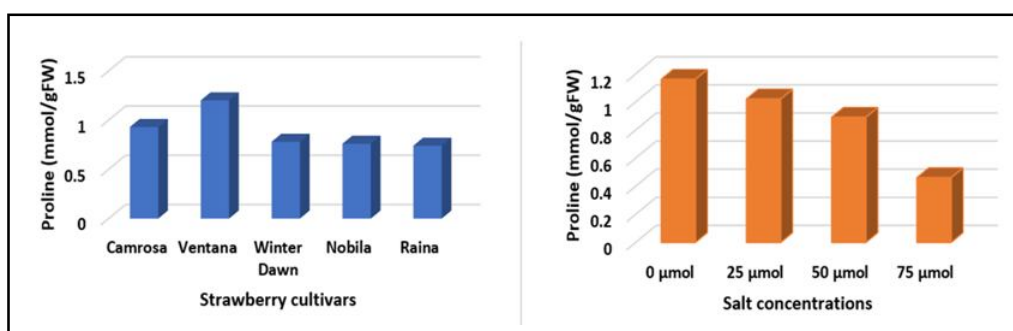 Proline (mmol/gFW)
1.5
1
0.5
0
Camrosa Ventana Winter Dawn Nobila Raina
Strawberry cultivars
Proline (mmol/gFW)
1.2
1
0.8
0.6
0.4
0.2
0
0 µmol 25 µmol 50 µmol 75 µmol
Salt concentrations